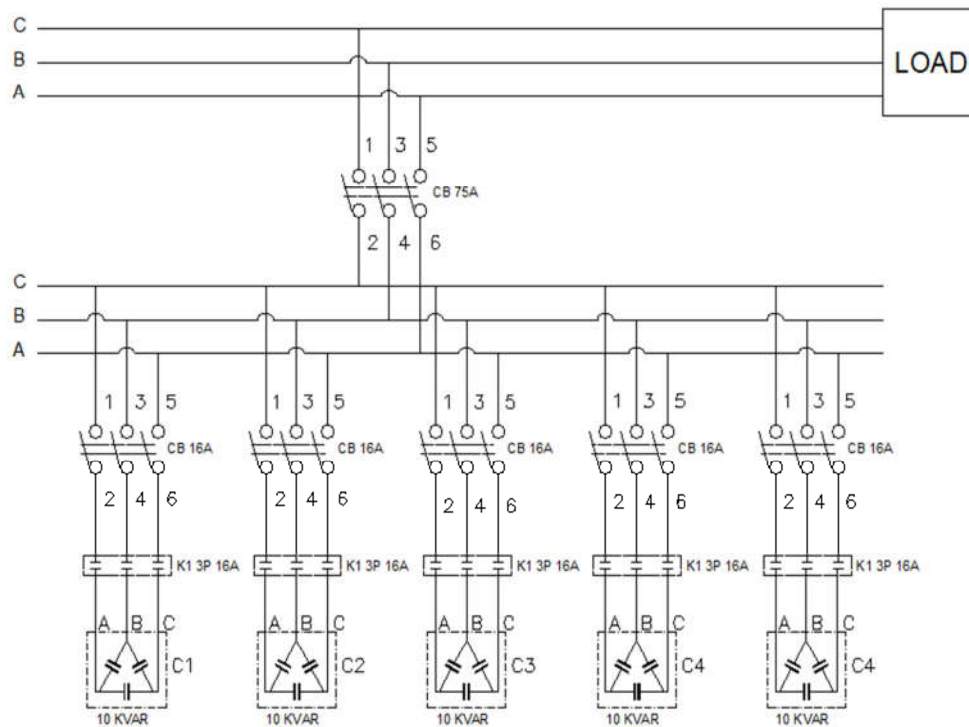 C
B
LOAD
A
1 3 5
CB 75A
2 4 6
C
B
A
1 3 5 1 3 5 1 3 5 1 3 5 1 3 5
CB 16A CB 16A CB 16A CB 16A CB 16A
2 4 6 2 4 6 2 4 6 2 4 6 2 4 6
K1 3P 16A K1 3P 16A K1 3P 16A K1 3P 16A K1 3P 16A
A B C A B C A B C A B C A B C
C1 C2 C3 C4 C4
10 KVAR 10 KVAR 10 KVAR 10 KVAR 10 KVAR